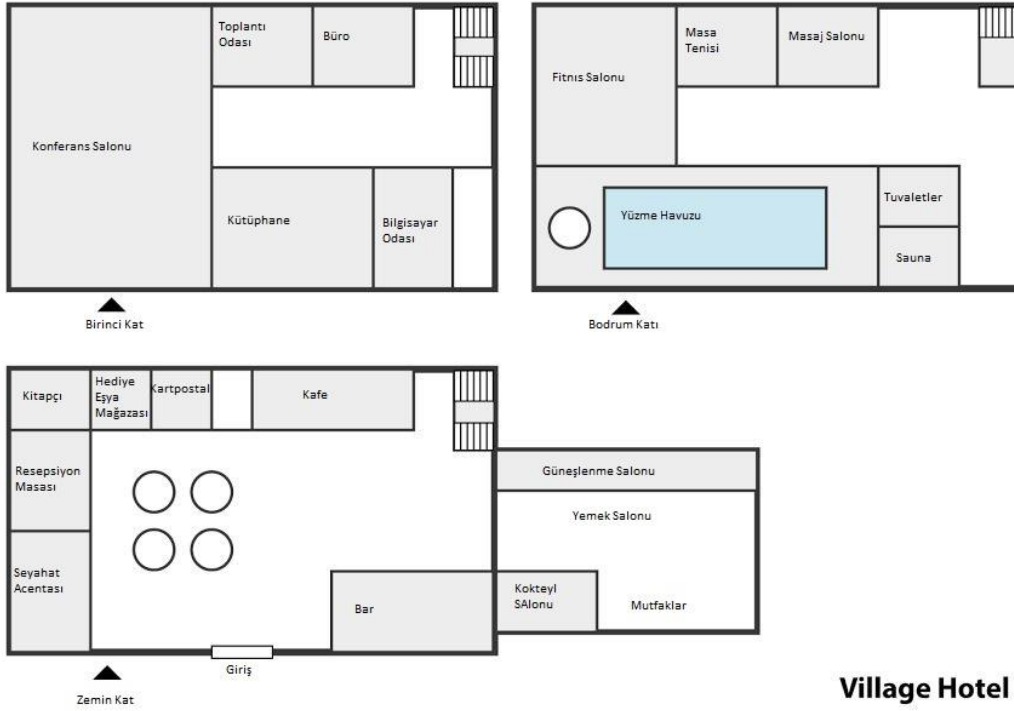 Toplantı
Odası
Büro
Konferans Salonu
Kütüphane
Bilgisayar
Odası
Birinci Kat
Masa
Tenisi
Masaj Salonu
Fitnıs Salonu
Yüzme Havuzu
Tuvaletler
Sauna
Bodrum Katı
Kitapçı
Hediye
Eşya
Mağazası
Kartpostal
Kafe
Resepsiyon
Masası
Seyahat
Acentası
Bar
Giriş
Zemin Kat
Güneşlenme Salonu
Yemek Salonu
Kokteyl
SAlonu
Mutfaklar
Village Hotel